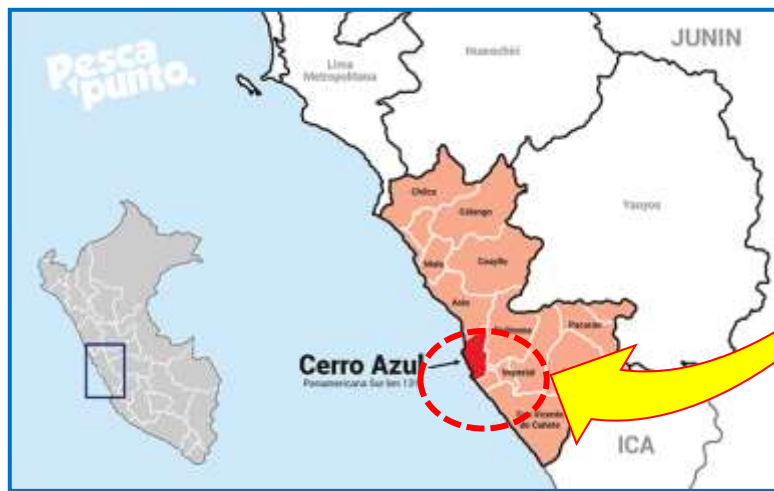 Pesca
y punto.
Lima
Metropolitana
Huarochirí
JUNIN
Chilca
Calango
Yauyos
Mala
Coayllo
Asia
Pacarán
Cerro Azul
Panamericana Sur km 13
Imperial
San Vicente
de Cañete
ICA